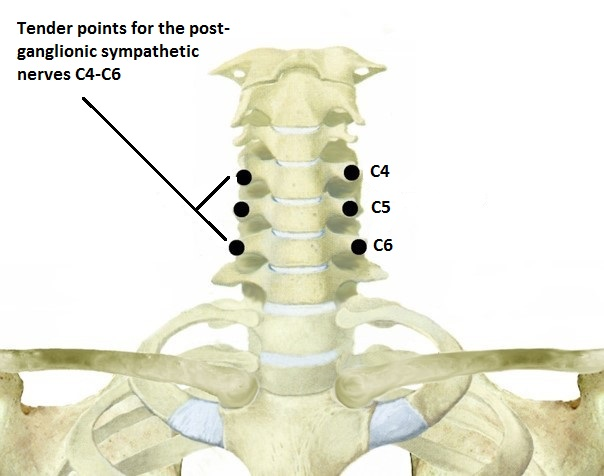 Tender points for the post-
ganglionic sympathetic
nerves C4-C6
C4
C5
C6